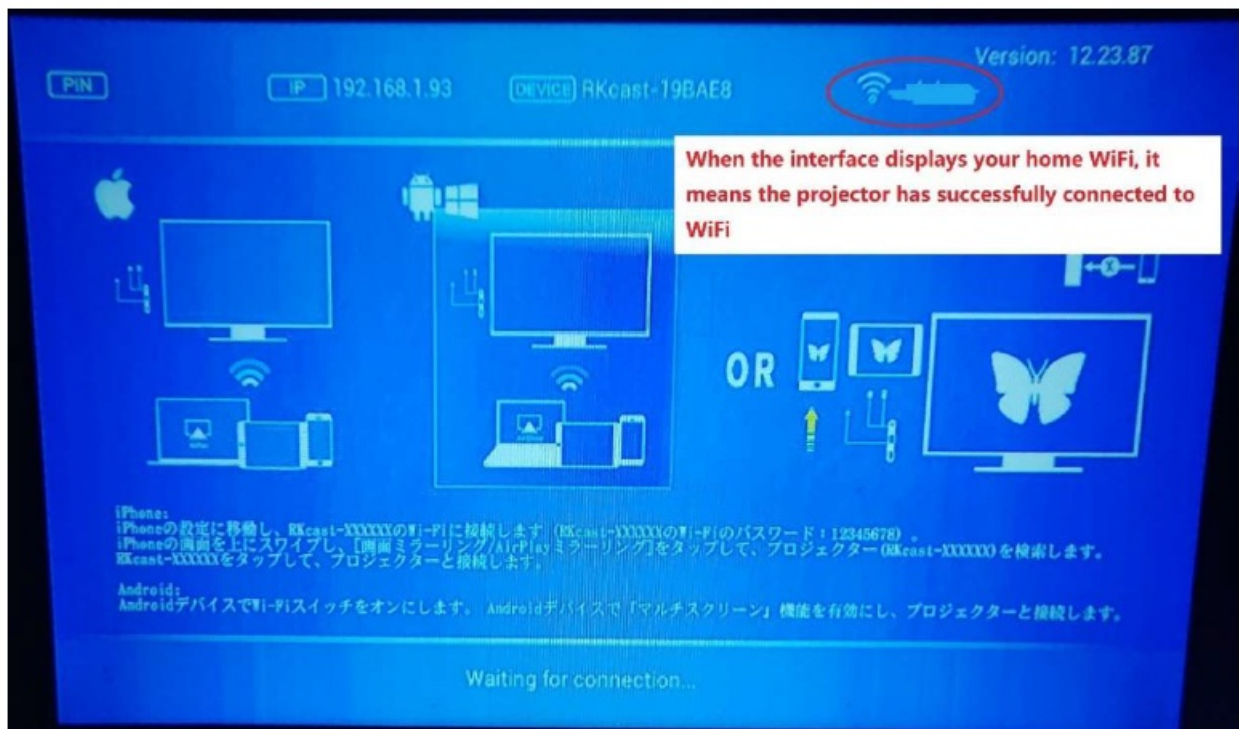 Version: 12.23.87
PIN
IP 192.168.1.93
DEVICE RKcast-19BAE8
When the interface displays your home WiFi, it
means the projector has successfully connected to
WiFi
X
OR
iPhone:
iPhoneの設定に移動し、RKcast-XXXXXXのWi-Fiに接続します (RKcast-XXXXXXのWi-Fiのパスワード：12345678) 。
iPhoneの画面を上にスワイプし、[画面ミラーリング/AirPlayミラーリング]をタップして、プロジェクター(RKcast-XXXXXX)を検索します。
RKcast-XXXXXXをタップして、プロジェクターと接続します。
Android:
AndroidデバイスでWi-Fiスイッチをオンにします。 Androidデバイスで「マルチスクリーン」機能を有効にし、プロジェクターと接続します。
Waiting for connection...